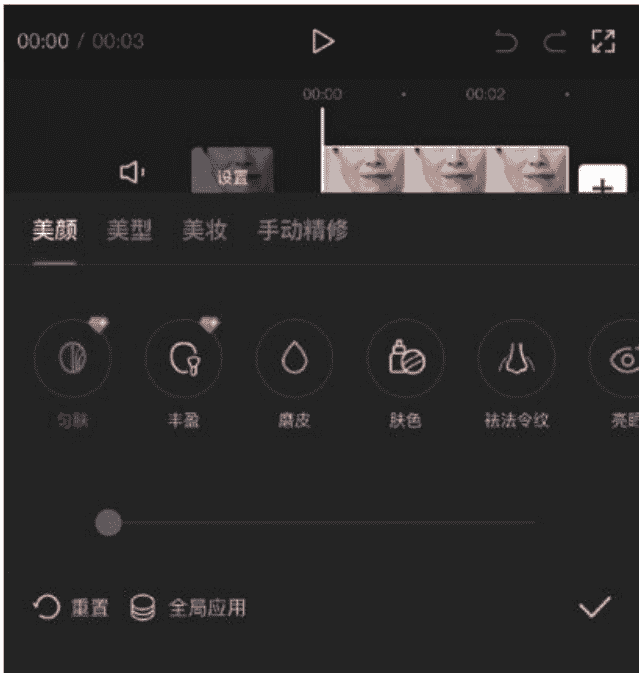 00:00 / 00:03
00:00 02:00
设置
美颜 美型 美妆 手动精修
匀肤 丰盈 磨皮 肤色 祛法令纹 亮眼
重置 全局应用